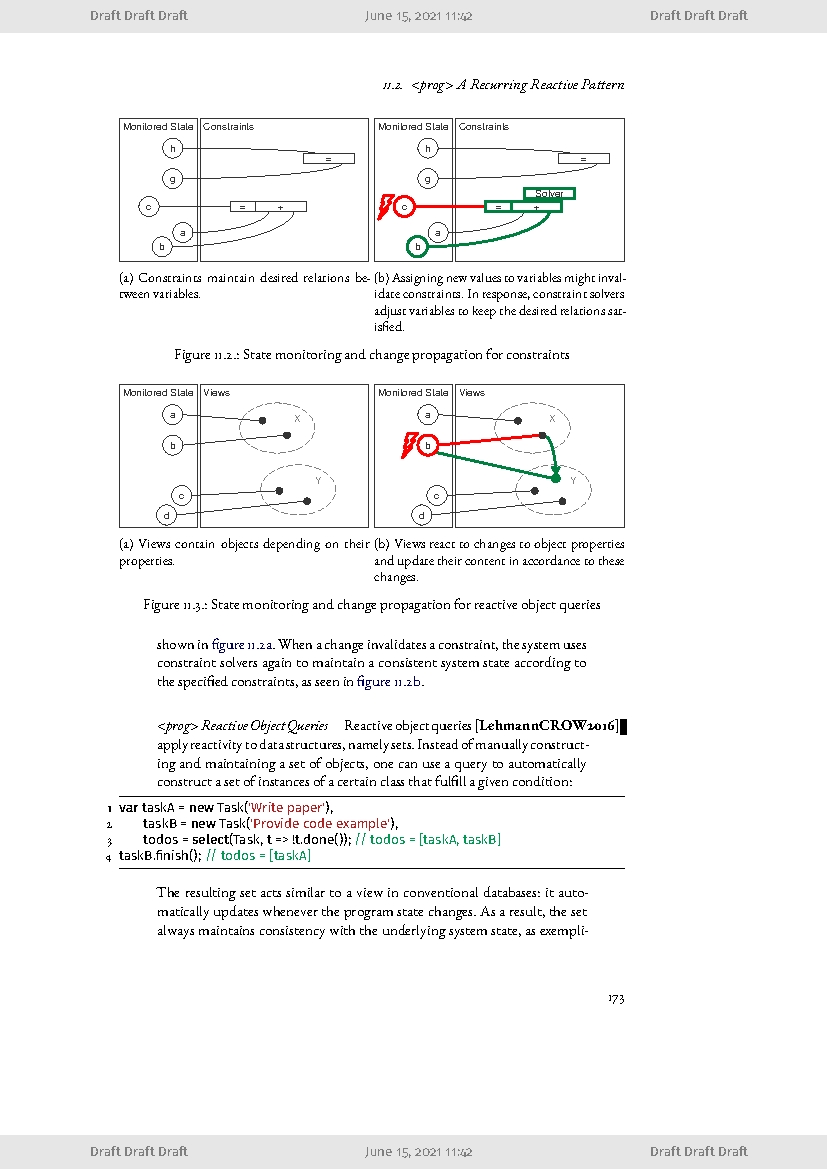 Draft Draft Draft June 15, 2021 11:42 Draft Draft Draft
11.2. <prog> A Recurring Reactive Pattern
Monitored State Constraints
h
=
g
c
= +
a
b
Monitored State Constraints
h
=
g
Solver
c
= +
a
b
(a) Constraints maintain desired relations be-
tween variables.
(b) Assigning new values to variables might inval-
idate constraints. In response, constraint solvers
adjust variables to keep the desired relations sat-
isfied.
Figure 11.2.: State monitoring and change propagation for constraints
Monitored State Views
a
X
b
Y
c
d
Monitored State Views
a
X
b
Y
c
d
(a) Views contain objects depending on their
properties.
(b) Views react to changes to object properties
and update their content in accordance to these
changes.
Figure 11.3.: State monitoring and change propagation for reactive object queries
shown in figure 11.2a. When a change invalidates a constraint, the system uses
constraint solvers again to maintain a consistent system state according to
the specified constraints, as seen in figure 11.2b.
<prog> Reactive Object Queries Reactive object queries [LehmannCROW2016]
apply reactivity to data structures, namely sets. Instead of manually construct-
ing and maintaining a set of objects, one can use a query to automatically
construct a set of instances of a certain class that fulfill a given condition:
1 var taskA = new Task('Write paper'),
2 taskB = new Task('Provide code example'),
3 todos = select(Task, t => !t.done()); // todos = [taskA, taskB]
4 taskB.finish(); // todos = [taskA]
The resulting set acts similar to a view in conventional databases: it auto-
matically updates whenever the program state changes. As a result, the set
always maintains consistency with the underlying system state, as exempli-
173
Draft Draft Draft June 15, 2021 11:42 Draft Draft Draft